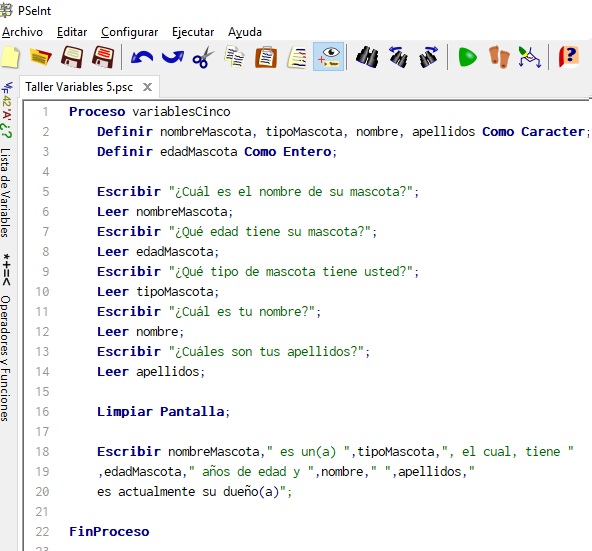 PSeInt
Archivo Editar Configurar Ejecutar Ayuda
Taller Variables 5.psc
Lista de Variables
*+=<
Operadores y Funciones
1 Proceso variablesCinco
2 Definir nombreMascota, tipoMascota, nombre, apellidos Como Caracter;
3 Definir edadMascota Como Entero;
4
5 Escribir "¿Cuál es el nombre de su mascota?";
6 Leer nombreMascota;
7 Escribir "¿Qué edad tiene su mascota?";
8 Leer edadMascota;
9 Escribir "¿Qué tipo de mascota tiene usted?";
10 Leer tipoMascota;
11 Escribir "¿Cuál es tu nombre?";
12 Leer nombre;
13 Escribir "¿Cuáles son tus apellidos?";
14 Leer apellidos;
15
16 Limpiar Pantalla;
17
18 Escribir nombreMascota," es un(a) ",tipoMascota,", el cual, tiene "
19 ,edadMascota," años de edad y ",nombre," ",apellidos,"
20 es actualmente su dueño(a)";
21
22 FinProceso